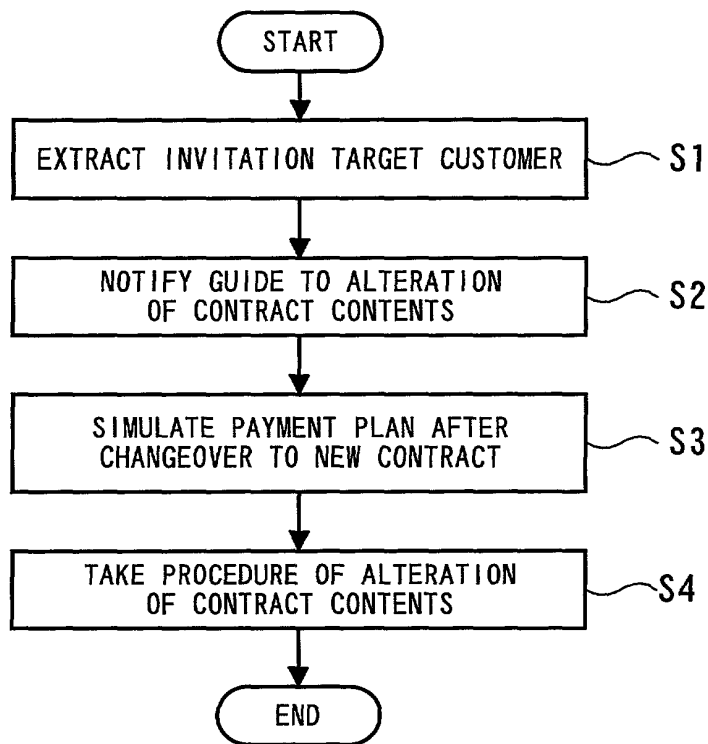 START
EXTRACT INVITATION TARGET CUSTOMER
S1
NOTIFY GUIDE TO ALTERATION
OF CONTRACT CONTENTS
S2
SIMULATE PAYMENT PLAN AFTER
CHANGEOVER TO NEW CONTRACT
S3
TAKE PROCEDURE OF ALTERATION
OF CONTRACT CONTENTS
S4
END